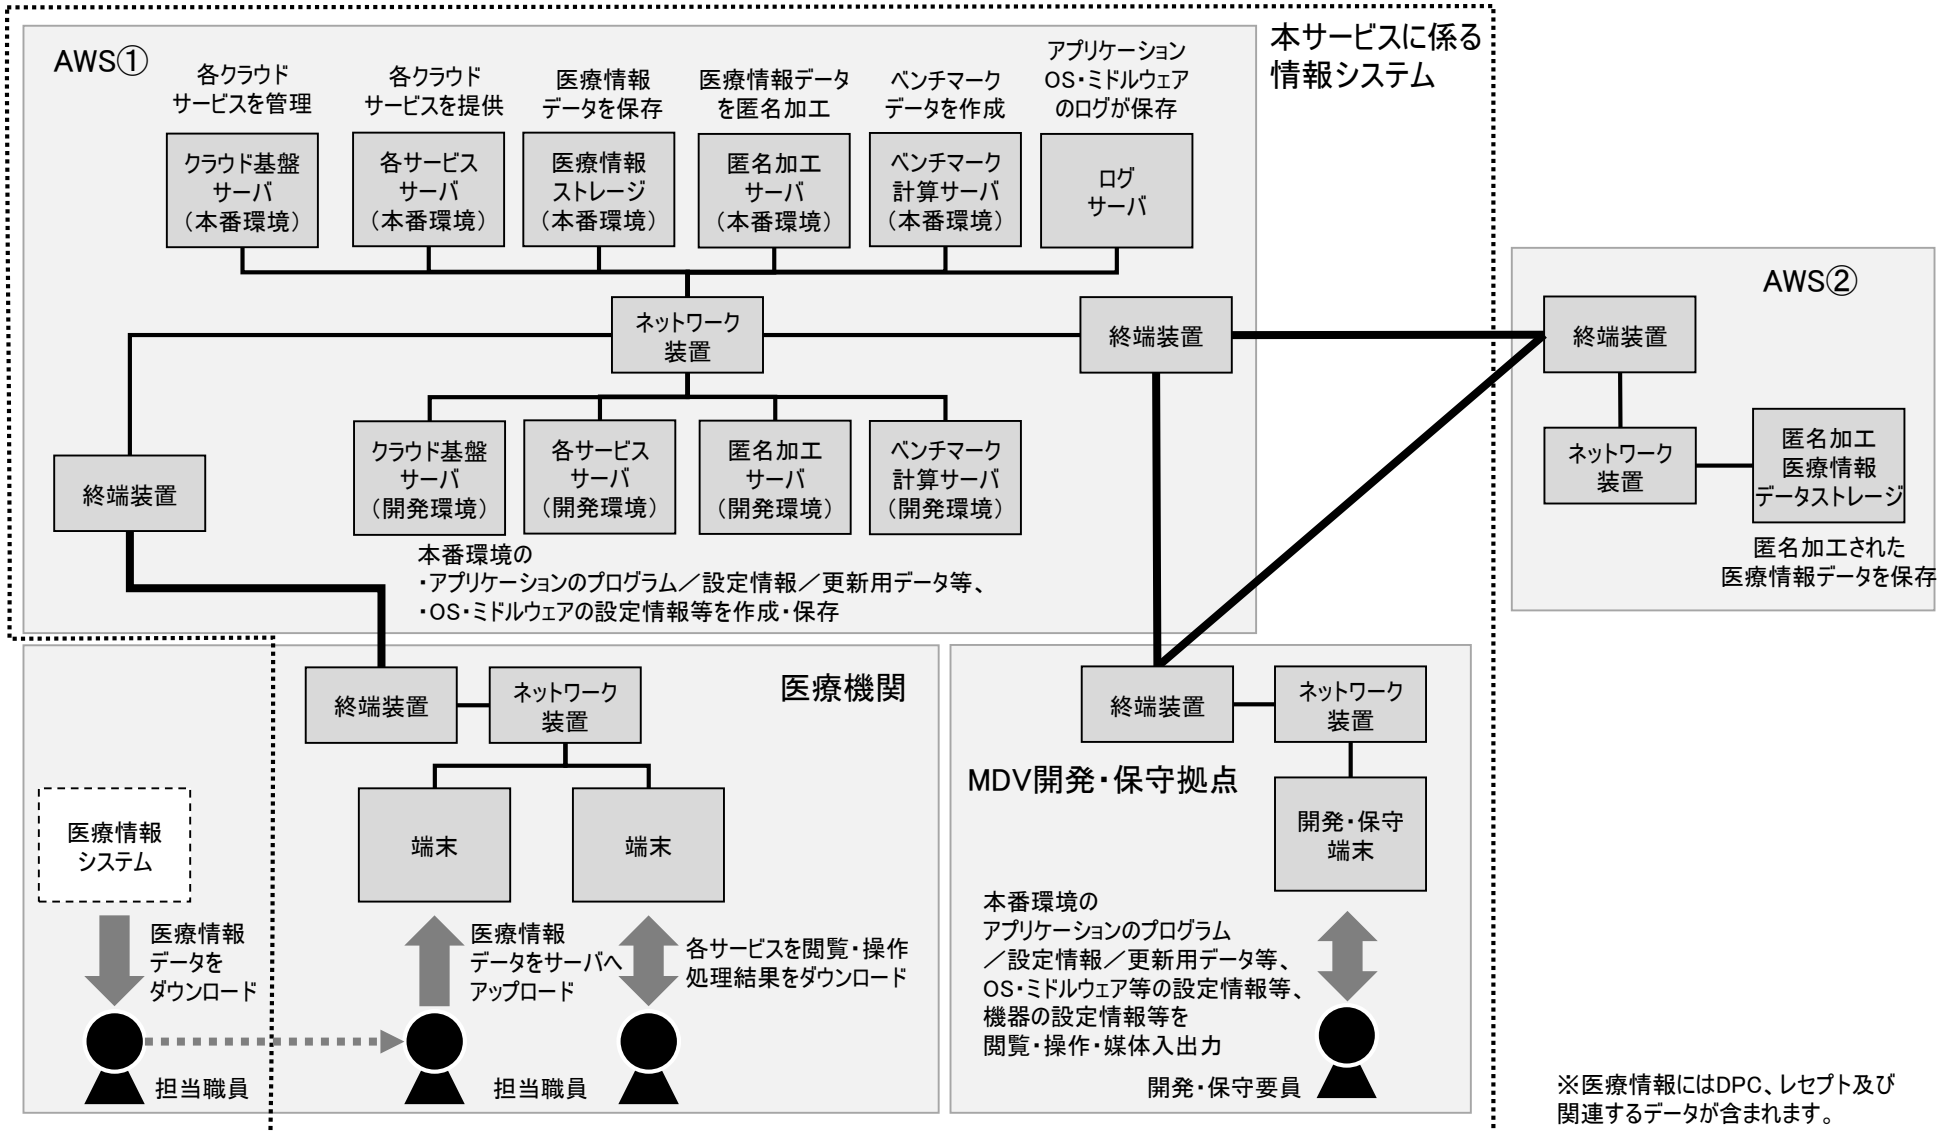 本サービスに係る
情報システム
AWS①
各クラウド
サービスを管理
各クラウド
サービスを提供
医療情報
データを保存
医療情報データ
を匿名加工
ベンチマーク
データを作成
アプリケーション
OS・ミドルウェア
のログが保存
クラウド基盤
サーバ
（本番環境）
各サービス
サーバ
（本番環境）
医療情報
ストレージ
（本番環境）
匿名加工
サーバ
（本番環境）
ベンチマーク
計算サーバ
（本番環境）
ログ
サーバ
ネットワーク
装置
終端装置
終端装置
クラウド基盤
サーバ
（開発環境）
各サービス
サーバ
（開発環境）
匿名加工
サーバ
（開発環境）
ベンチマーク
計算サーバ
（開発環境）
本番環境の
・アプリケーションのプログラム／設定情報／更新用データ等、
・OS・ミドルウェアの設定情報等を作成・保存
AWS②
終端装置
ネットワーク
装置
匿名加工
医療情報
データストレージ
匿名加工された
医療情報データを保存
医療機関
終端装置
ネットワーク
装置
医療情報
システム
端末
端末
医療情報
データを
ダウンロード
医療情報
データをサーバへ
アップロード
各サービスを閲覧・操作
処理結果をダウンロード
担当職員
担当職員
終端装置
ネットワーク
装置
MDV開発・保守拠点
開発・保守
端末
本番環境の
アプリケーションのプログラム
／設定情報／更新用データ等、
OS・ミドルウェア等の設定情報等、
機器の設定情報等を
閲覧・操作・媒体入出力
開発・保守要員
※医療情報にはDPC、レセプト及び
関連するデータが含まれます。